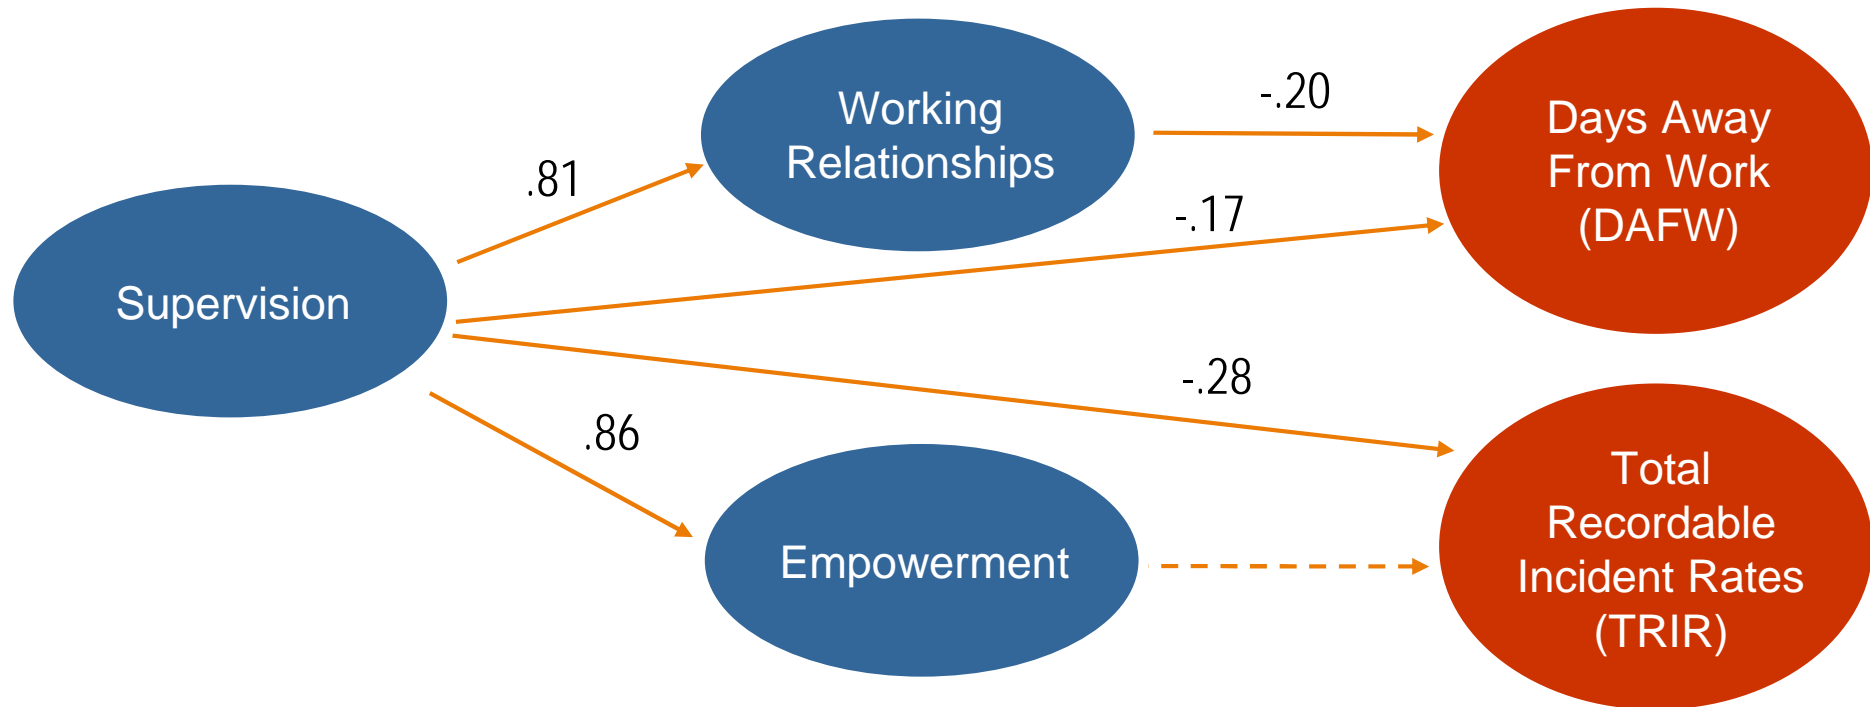 Working
Relationships
-.20
Days Away
From Work
(DAFW)
.81
-.17
Supervision
-.28
.86
Empowerment
Total
Recordable
Incident Rates
(TRIR)